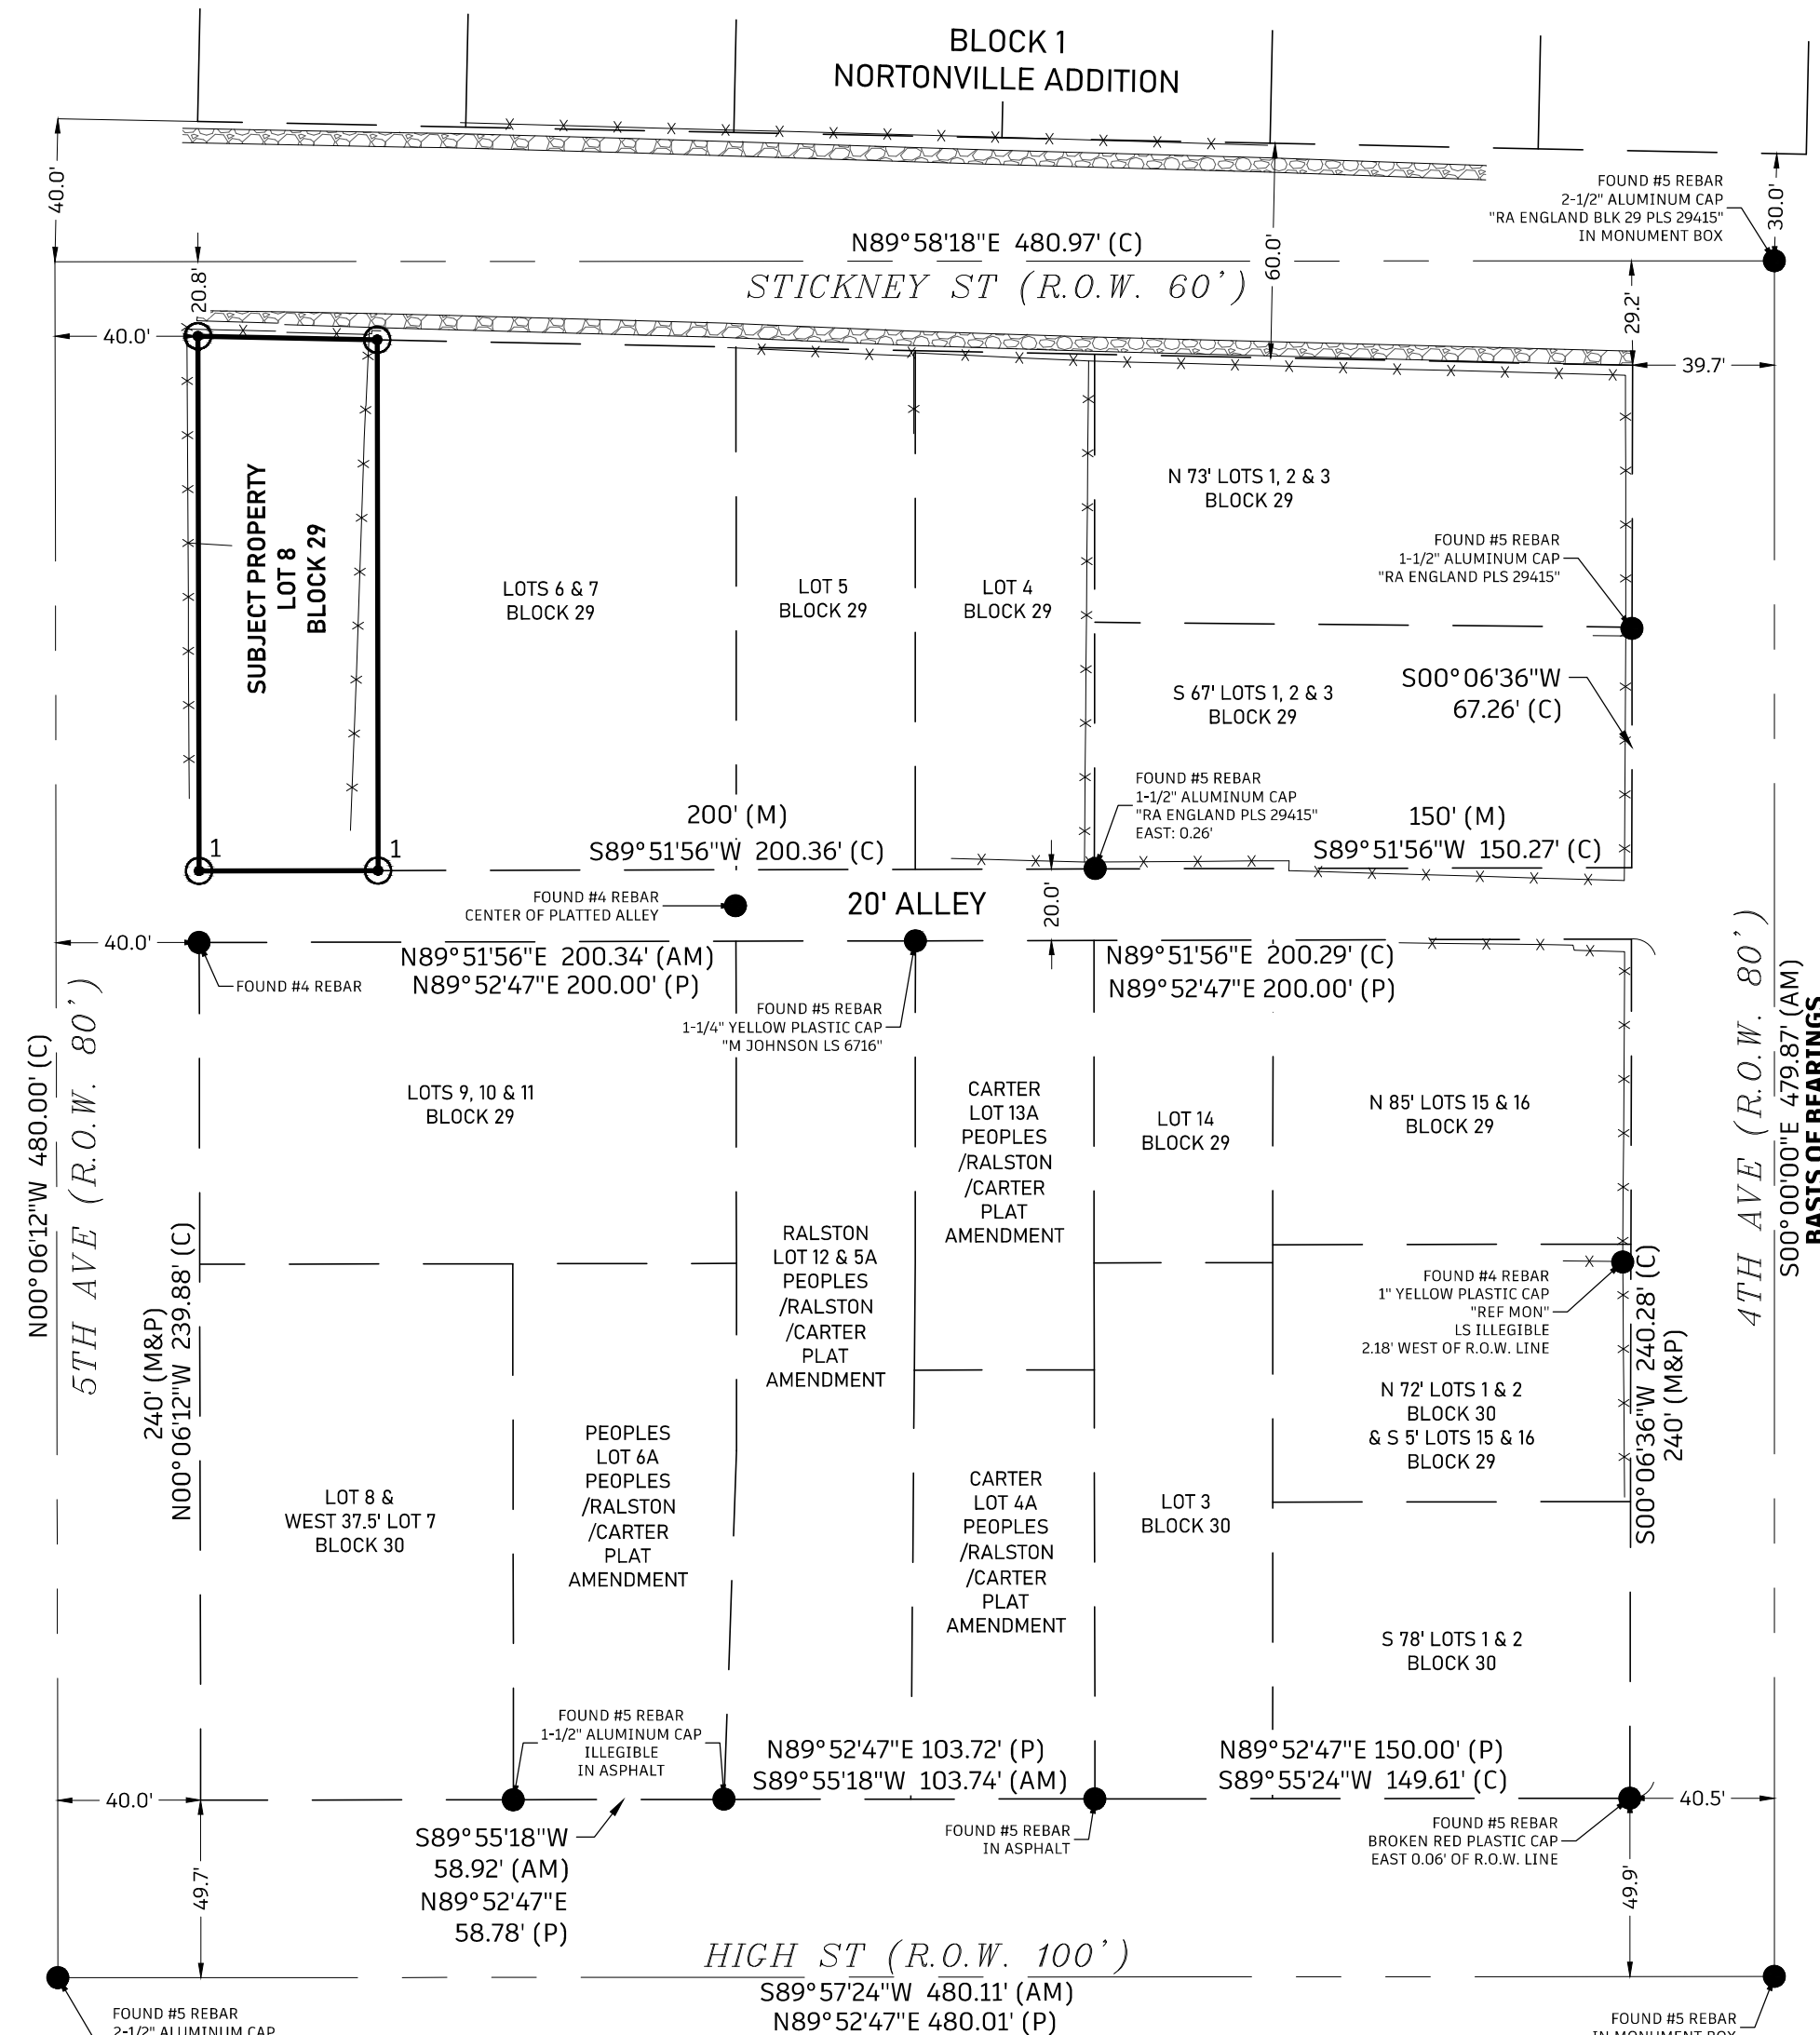 BLOCK 1
NORTONVILLE ADDITION
40.0'
FOUND #5 REBAR
2-1/2" ALUMINUM CAP
"RA ENGLAND BLK 29 PLS 29415"
IN MONUMENT BOX
30.0'
N89°58'18"E 480.97' (C)
60.0'
STICKNEY ST (R.O.W. 60')
20.8'
29.2'
40.0'
39.7'
SUBJECT PROPERTY
LOT 8
BLOCK 29
N 73' LOTS 1, 2 & 3
BLOCK 29
FOUND #5 REBAR
1-1/2" ALUMINUM CAP
"RA ENGLAND PLS 29415"
LOTS 6 & 7
BLOCK 29
LOT 5
BLOCK 29
LOT 4
BLOCK 29
S 67' LOTS 1, 2 & 3
BLOCK 29
S00°06'36"W
67.26' (C)
FOUND #5 REBAR
1-1/2" ALUMINUM CAP
"RA ENGLAND PLS 29415"
EAST: 0.26'
200' (M)
S89°51'56"W 200.36' (C)
150' (M)
S89°51'56"W 150.27' (C)
1
1
FOUND #4 REBAR
CENTER OF PLATTED ALLEY
20' ALLEY
20.0'
40.0'
N89°51'56"E 200.34' (AM)
N89°52'47"E 200.00' (P)
N89°51'56"E 200.29' (C)
N89°52'47"E 200.00' (P)
FOUND #4 REBAR
FOUND #5 REBAR
1-1/4" YELLOW PLASTIC CAP
"M JOHNSON LS 6716"
N00°06'12"W 480.00' (C)
5TH AVE (R.O.W. 80')
4TH AVE (R.O.W. 80')
S00°00'00"E 479.87' (AM)
BASIS OF BEARINGS
LOTS 9, 10 & 11
BLOCK 29
CARTER
LOT 13A
PEOPLES
/RALSTON
/CARTER
PLAT
AMENDMENT
LOT 14
BLOCK 29
N 85' LOTS 15 & 16
BLOCK 29
RALSTON
LOT 12 & 5A
PEOPLES
/RALSTON
/CARTER
PLAT
AMENDMENT
240' (M&P)
N00°06'12"W 239.88' (C)
FOUND #4 REBAR
1" YELLOW PLASTIC CAP
"REF MON"
LS ILLEGIBLE
2.18' WEST OF R.O.W. LINE
S00°06'36"W 240.28' (C)
240' (M&P)
N 72' LOTS 1 & 2
BLOCK 30
& S 5' LOTS 15 & 16
BLOCK 29
PEOPLES
LOT 6A
PEOPLES
/RALSTON
/CARTER
PLAT
AMENDMENT
LOT 8 &
WEST 37.5' LOT 7
BLOCK 30
CARTER
LOT 4A
PEOPLES
/RALSTON
/CARTER
PLAT
AMENDMENT
LOT 3
BLOCK 30
S 78' LOTS 1 & 2
BLOCK 30
FOUND #5 REBAR
1-1/2" ALUMINUM CAP
ILLEGIBLE
IN ASPHALT
N89°52'47"E 103.72' (P)
S89°55'18"W 103.74' (AM)
N89°52'47"E 150.00' (P)
S89°55'24"W 149.61' (C)
40.0'
40.5'
S89°55'18"W
58.92' (AM)
N89°52'47"E
58.78' (P)
FOUND #5 REBAR
IN ASPHALT
FOUND #5 REBAR
BROKEN RED PLASTIC CAP
EAST 0.06' OF R.O.W. LINE
49.7'
49.9'
HIGH ST (R.O.W. 100')
S89°57'24"W 480.11' (AM)
N89°52'47"E 480.01' (P)
FOUND #5 REBAR
2-1/2" ALUMINUM CAP
FOUND #5 REBAR
IN MONUMENT BOX